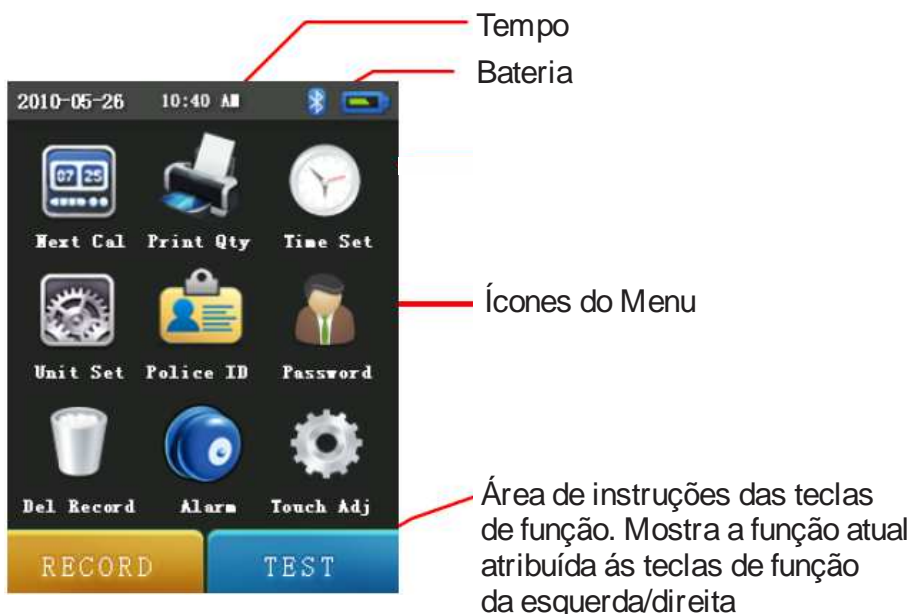 Tempo
Bateria
2010-05-26 10:40 AM
07 25
Next Cal Print Qty Time Set
Ícones do Menu
Unit Set Police ID Password
Del Record Alarm Touch Adj
Área de instruções das teclas
de função. Mostra a função atual
atribuída ás teclas de função
da esquerda/direita
RECORD TEST